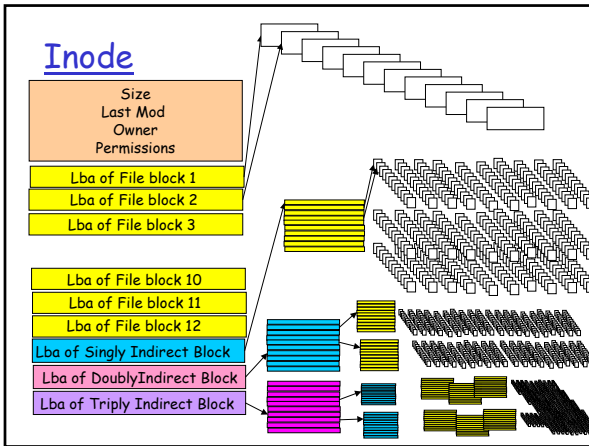 Inode
Size
Last Mod
Owner
Permissions
Lba of File block 1
Lba of File block 2
Lba of File block 3
Lba of File block 10
Lba of File block 11
Lba of File block 12
Lba of Singly Indirect Block
Lba of DoublyIndirect Block
Lba of Triply Indirect Block